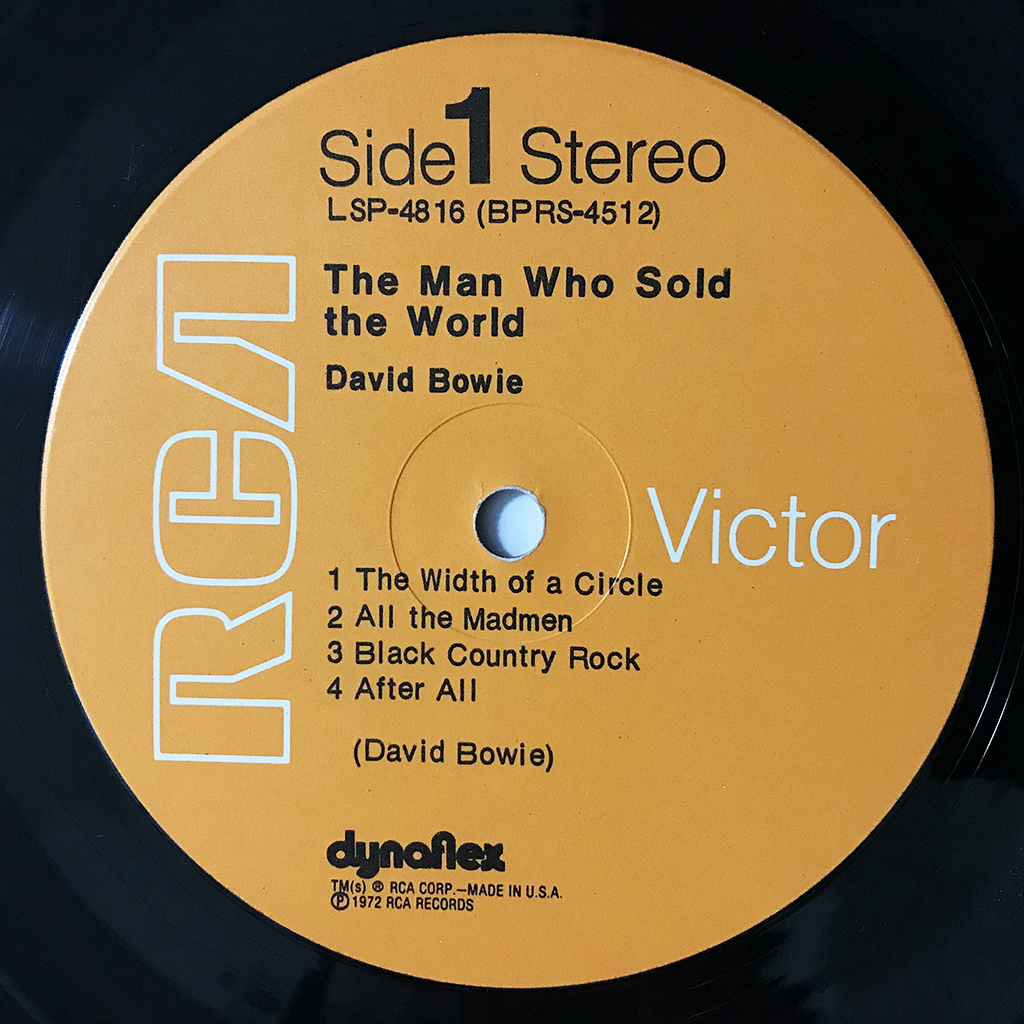 Side 1 Stereo
LSP-4816 (BPRS-4512)
The Man Who Sold
the World
David Bowie
RCA
Victor
1 The Width of a Circle
2 All the Madmen
3 Black Country Rock
4 After All
(David Bowie)
dynaflex
TM(s) ® RCA CORP.—MADE IN U.S.A.
Ⓟ 1972 RCA RECORDS